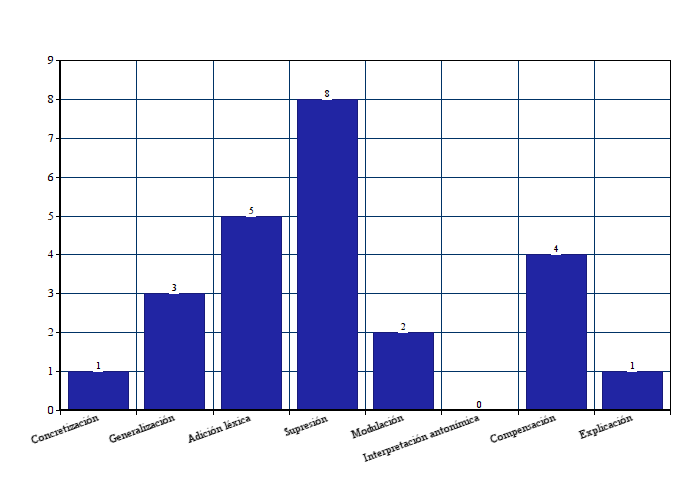 9
8
7
6
5
4
3
2
1
0
1
3
5
8
2
0
4
1
Concretización
Generalización
Adición léxica
Supresión
Modulación
Interpretación antonímica
Compensación
Explicación